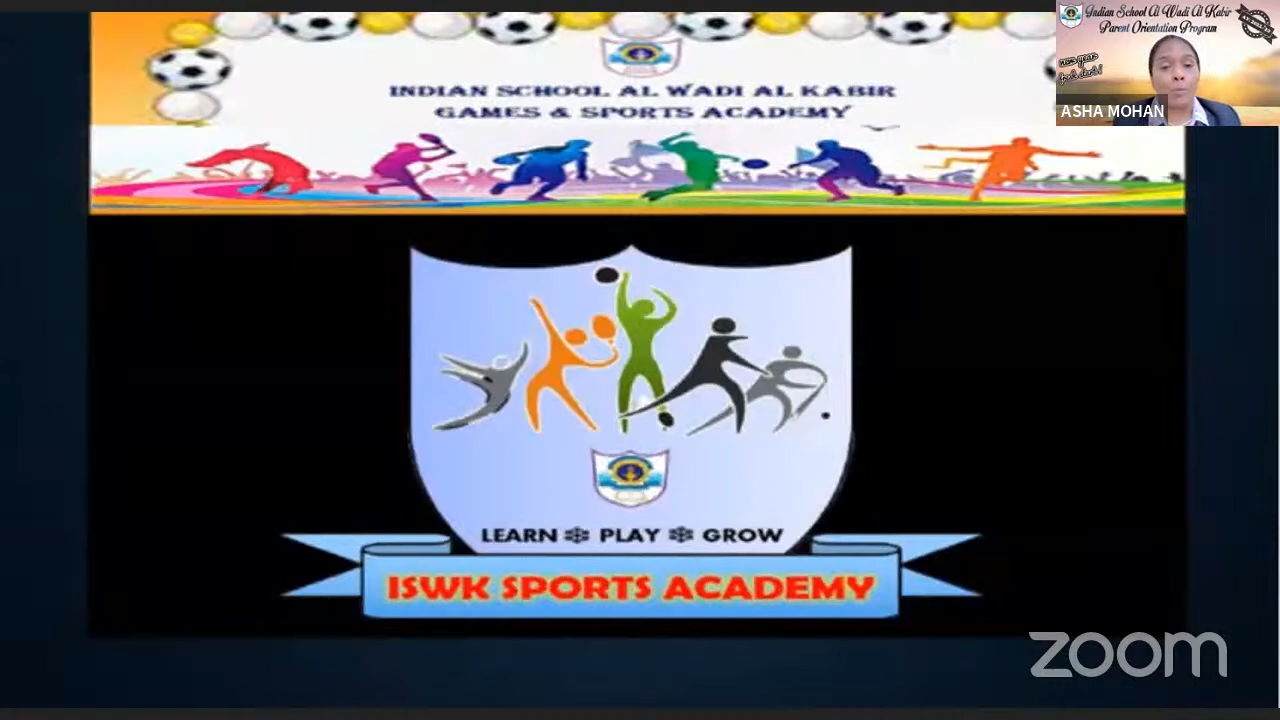 Indian School Al Wadi Al Kabir
Parent Orientation Program
ASHA MOHAN
INDIAN SCHOOL AL WADI AL KABIR
GAMES & SPORTS ACADEMY
LEARN ❄ PLAY ❄ GROW
ISWK SPORTS ACADEMY
zoom